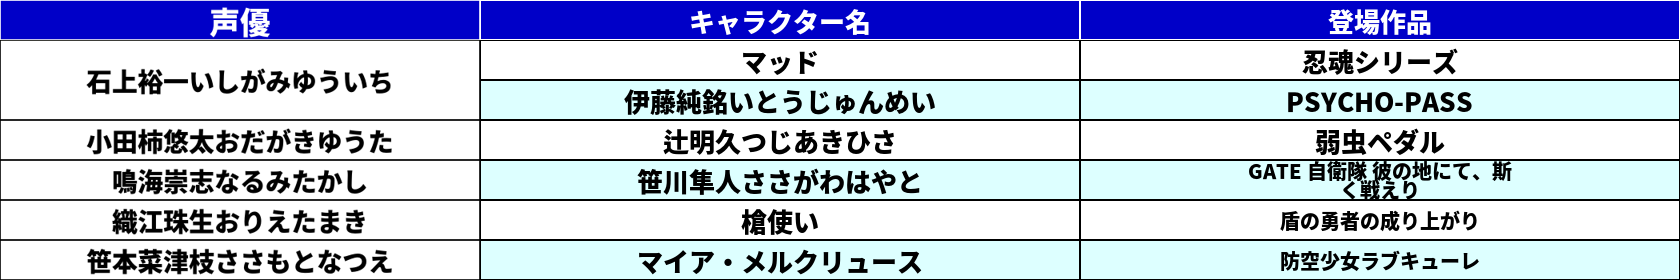 声優 キャラクター名 登場作品
石上裕一いしがみゆういち マッド 忍魂シリーズ
伊藤純銘いとうじゅんめい PSYCHO-PASS
小田柿悠太おだがきゆうた 辻明久つじあきひさ 弱虫ペダル
鳴海崇志なるみたかし 笹川隼人ささがわはやと GATE 自衛隊 彼の地にて、斯
く戦えり
織江珠生おりえたまき 槍使い 盾の勇者の成り上がり
笹本菜津枝ささもとなつえ マイア・メルクリュース 防空少女ラブキューレ